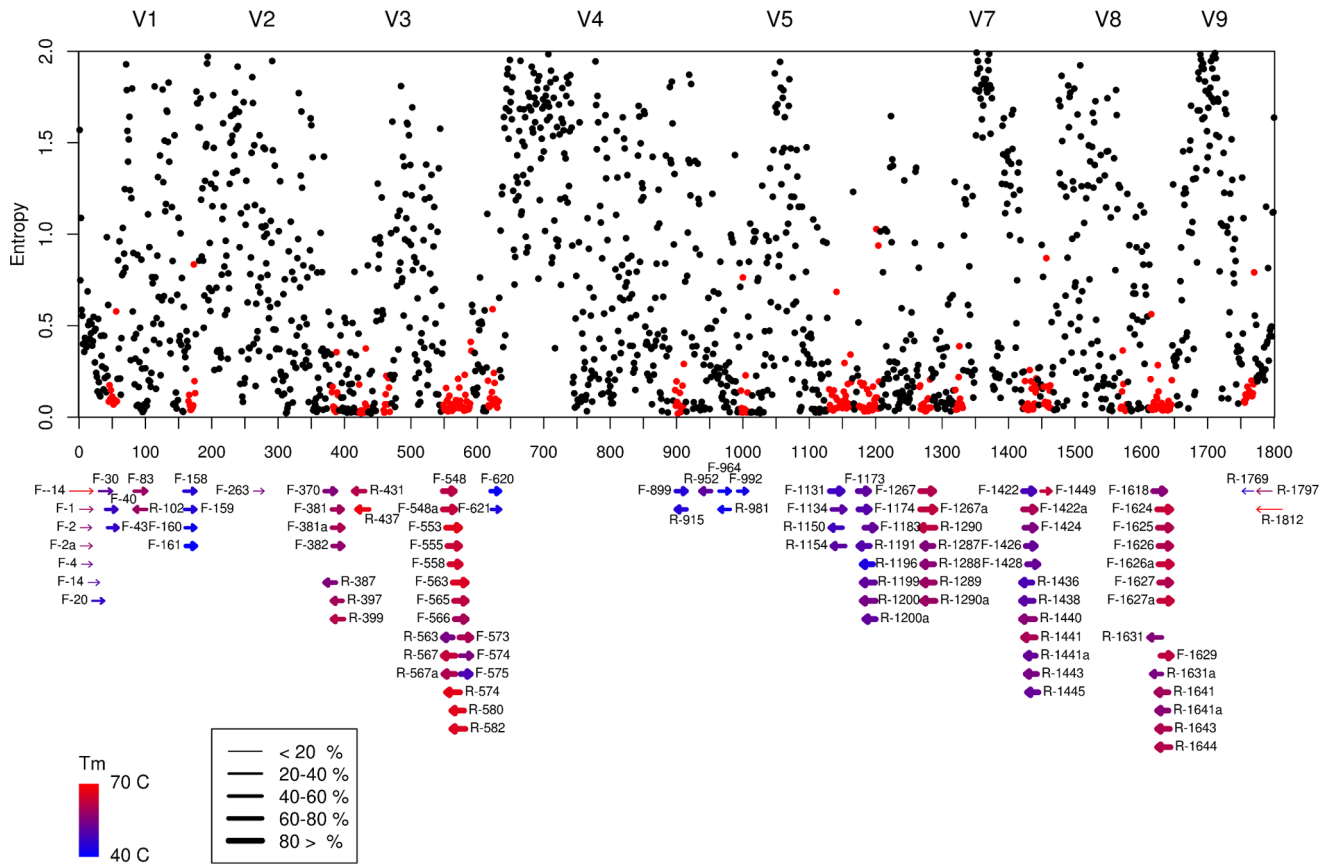 V1 V2 V3 V4 V5 V7 V8 V9
Entropy
2.0
1.5
1.0
0.5
0.0
0 100 200 300 400 500 600 700 800 900 1000 1100 1200 1300 1400 1500 1600 1700 1800
F-964
F-30 F-83 F-158 F-548 F-620 R-952 F-992 F-1173 R-1769
F--14 F-263 F-370 R-431 F-899 F-1131 F-1267 F-1422 F-1449 F-1618 R-1797
F-40
F-1 R-102 F-159 F-381 F-548a F-621 F-1134 F-1174 F-1267a F-1422a F-1624
R-437 R-915 R-981 R-1812
F-2 F-43 F-160 F-381a F-553 R-1150 F-1183 R-1290 F-1424 F-1625
F-2a F-161 F-382 F-555 R-1154 R-1191 R-1287 F-1426 F-1626
F-4 F-558 R-1196 R-1288 F-1428 F-1626a
F-14 R-387 F-563 R-1199 R-1289 R-1436 F-1627
F-20 R-397 F-565 R-1200 R-1290a R-1438 F-1627a
R-399 F-566 R-1200a R-1440
R-563 F-573 R-1441 R-1631
R-567 F-574 R-1441a F-1629
R-567a F-575 R-1443 R-1631a
R-574 R-1445 R-1641
R-580 R-1641a
R-582 R-1643
R-1644
Tm
70 C
40 C
< 20 %
20-40 %
40-60 %
60-80 %
80 > %